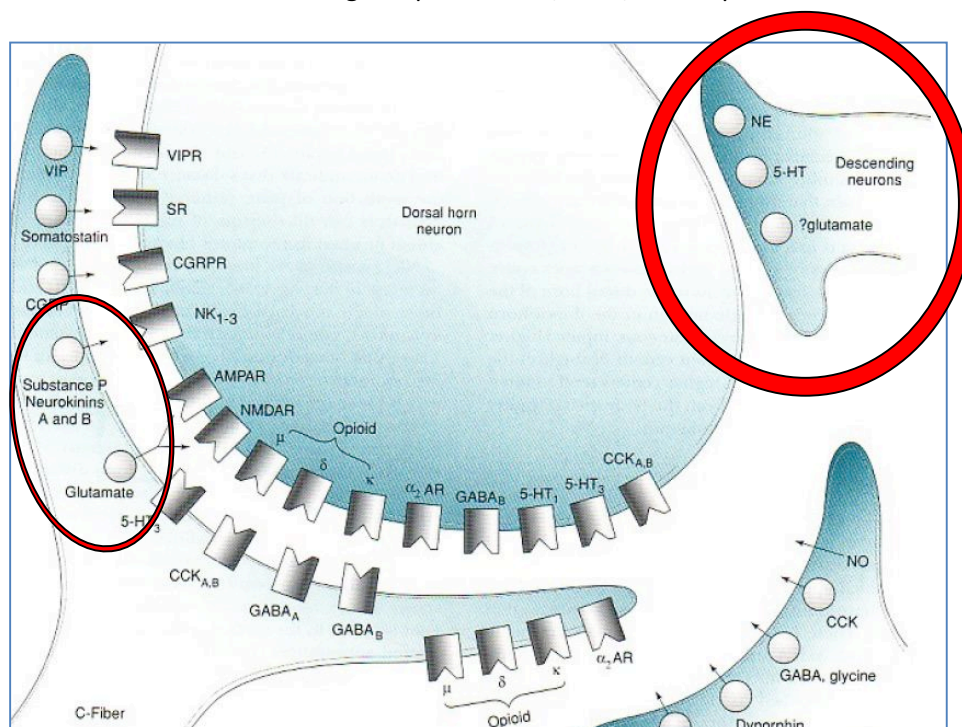 NE
VIPR
VIP
5-HT
Descending
neurons
SR
Dorsal horn
neuron
Somatostatin
?glutamate
CGRPR
CGRP
NK1-3
Substance P
Neurokinins
A and B
AMPAR
NMDAR
Opioid
μ
δ
κ
α2 AR
GABAB
5-HT1
5-HT3
CCKA,B
Glutamate
5-HT3
CCKA,B
GABAA
GABAB
NO
CCK
GABA, glycine
Dynorphin
μ
δ
κ
α2 AR
Opioid
C-Fiber